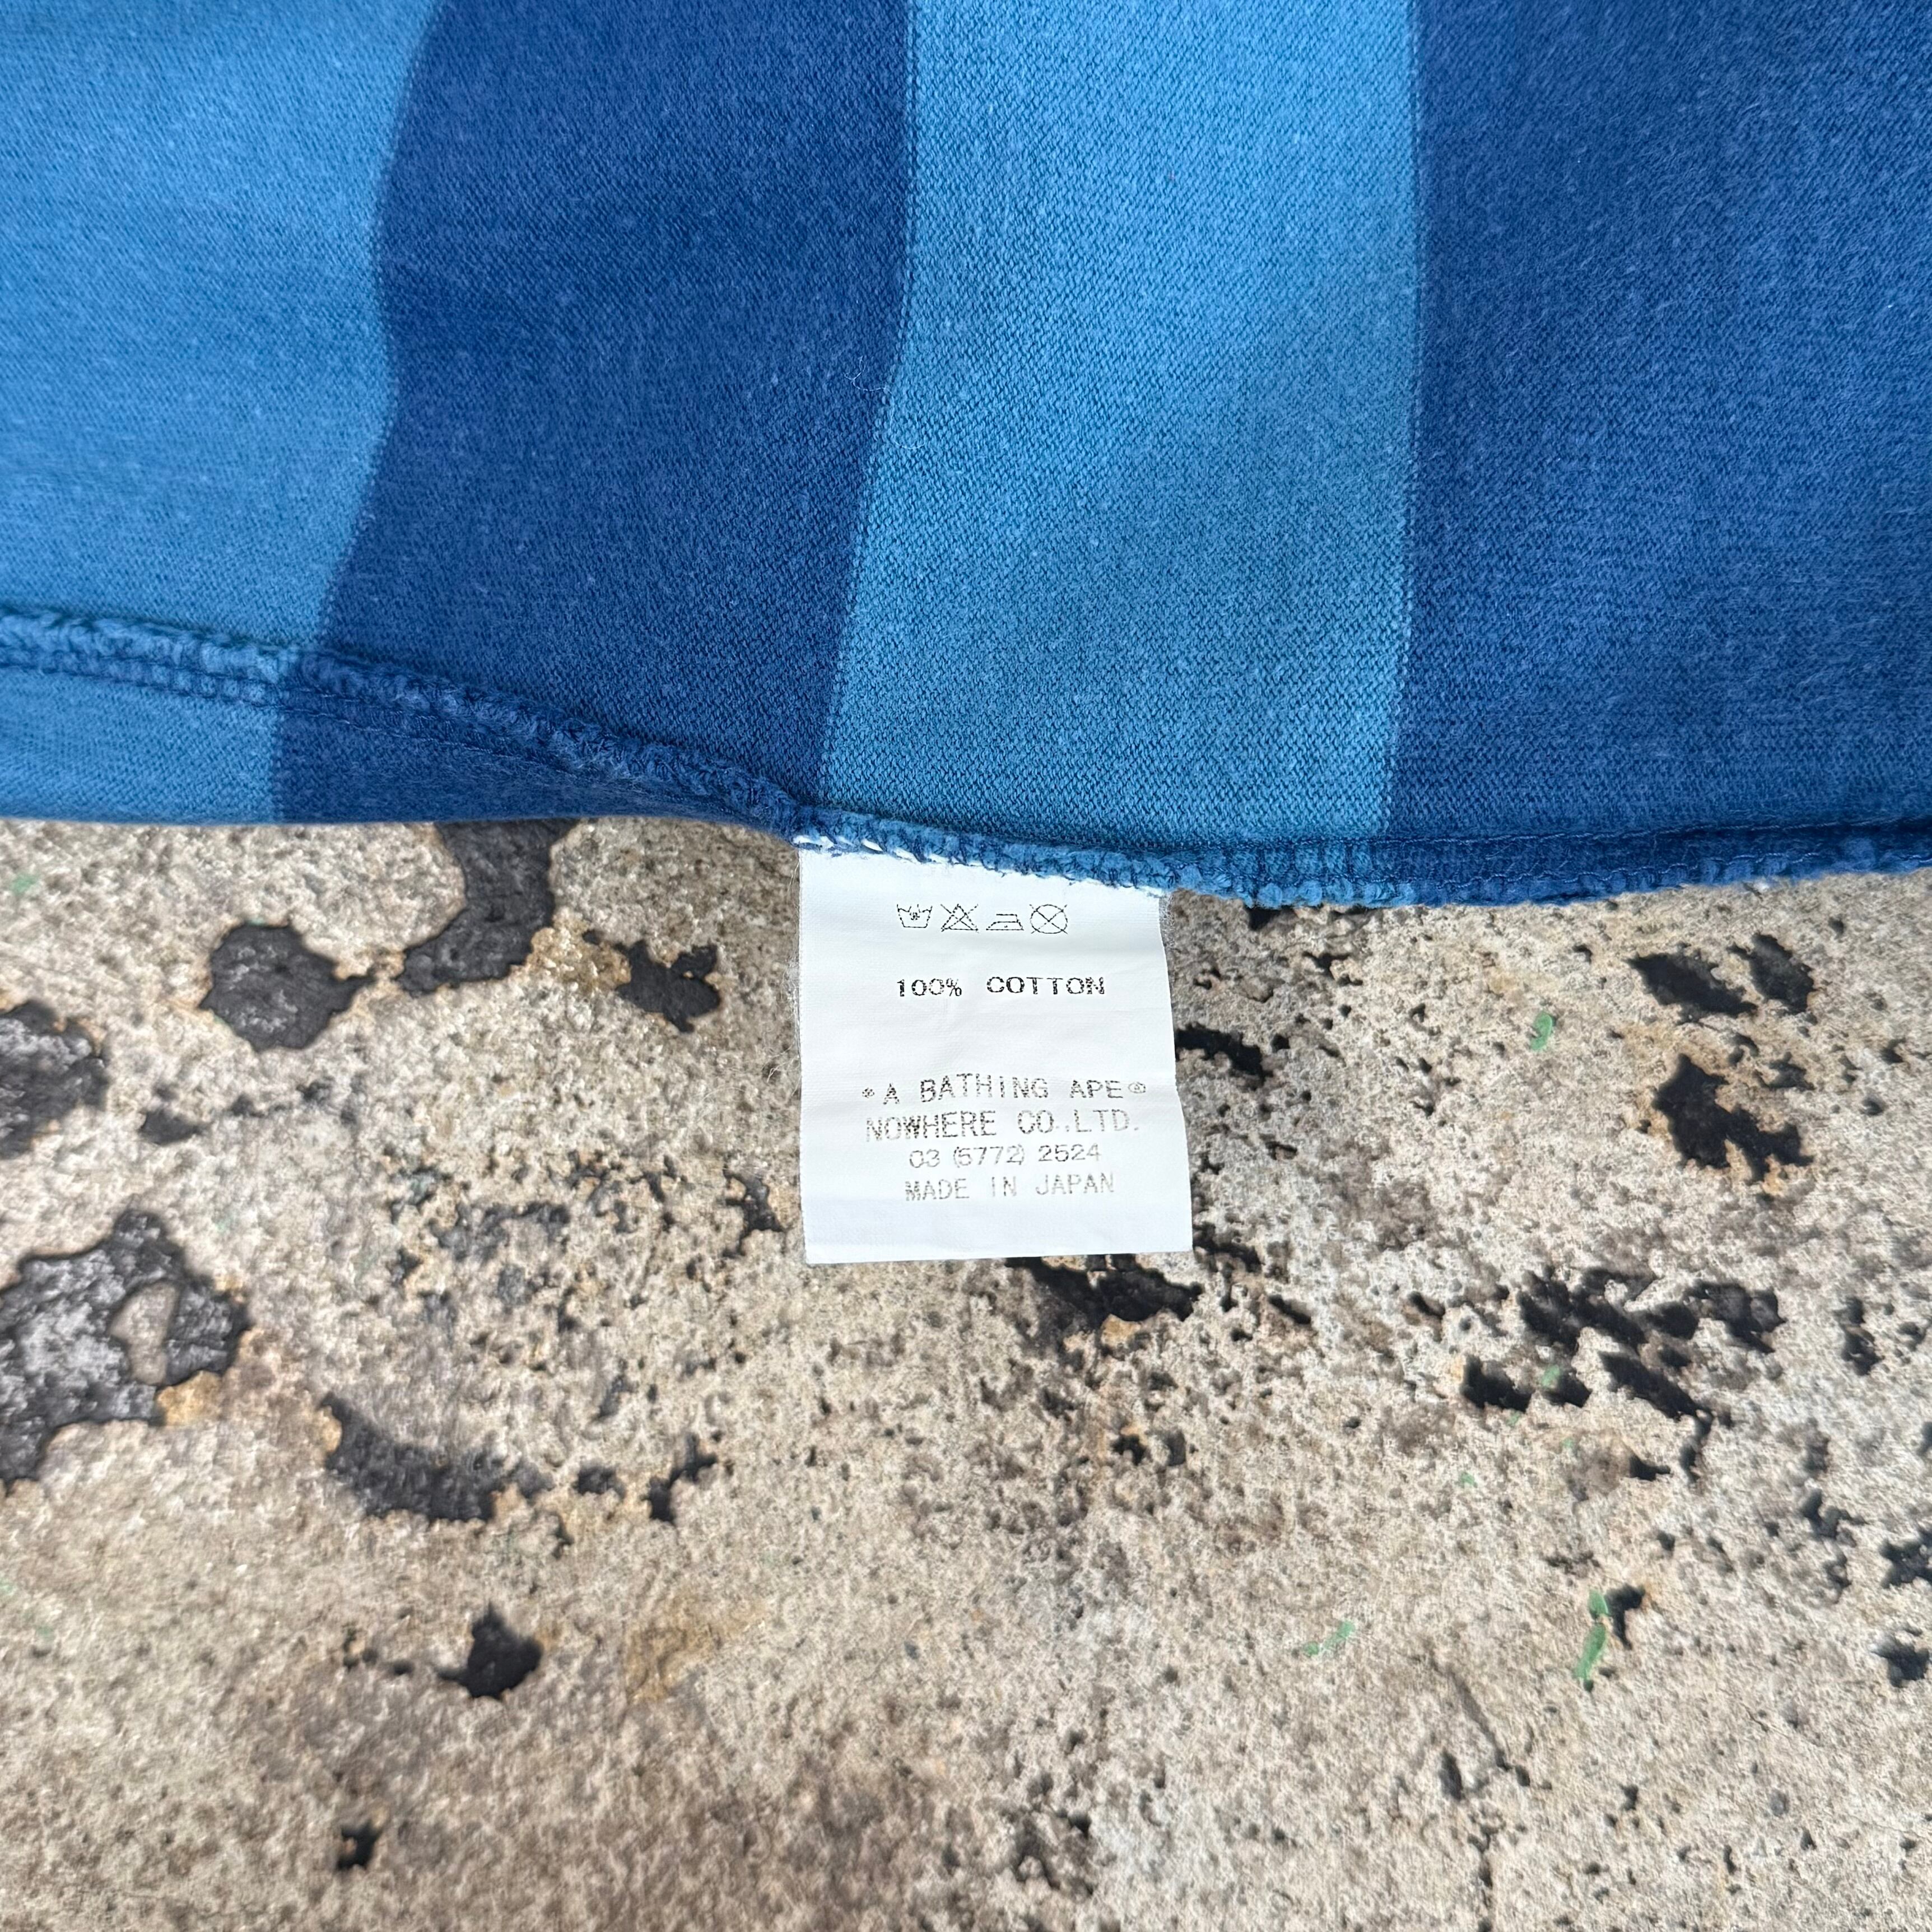 100% COTTON
®A BATHING APE®
NOWHERE CO.,LTD.
03 (5772) 2524
MADE IN JAPAN